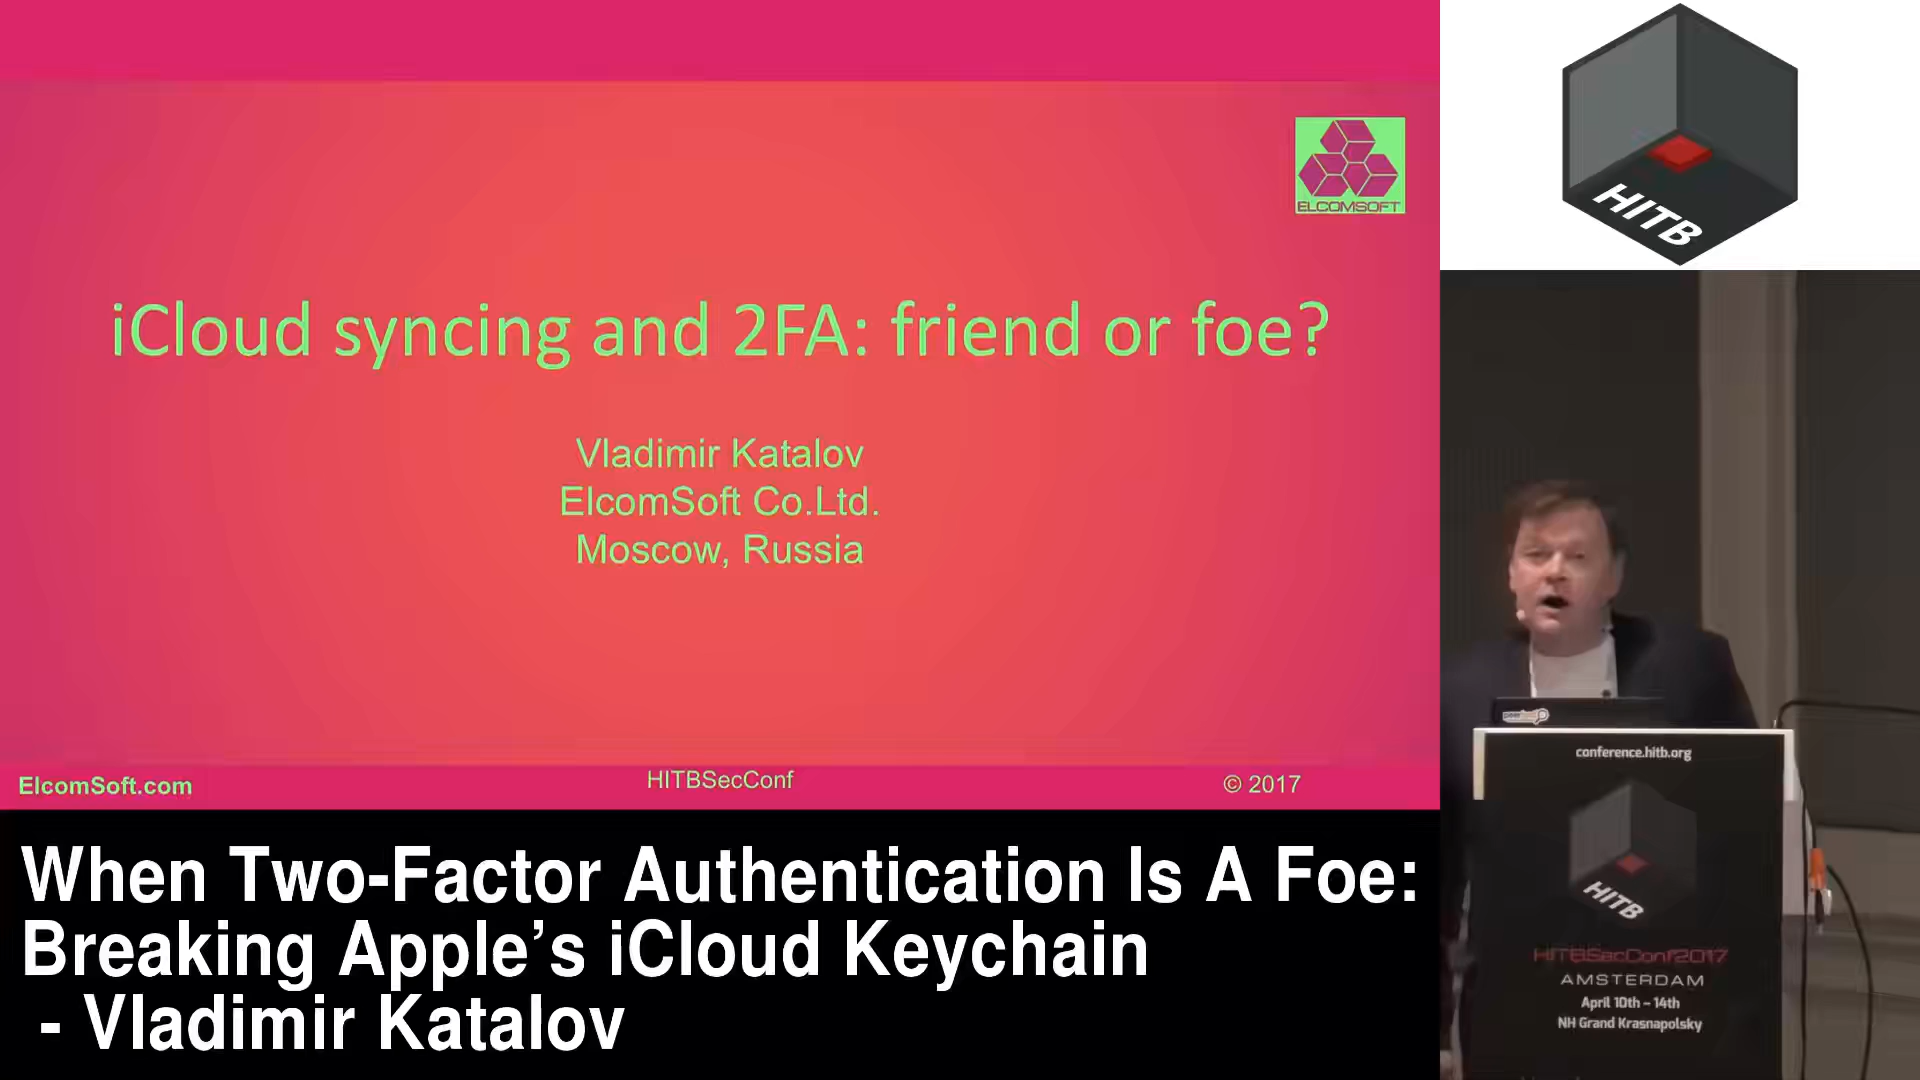 ELCOMSOFT
iCloud syncing and 2FA: friend or foe?
Vladimir Katalov
ElcomSoft Co.Ltd.
Moscow, Russia
ElcomSoft.com
HITBSecConf
© 2017
When Two-Factor Authentication Is A Foe:
Breaking Apple’s iCloud Keychain
- Vladimir Katalov
HITB
conference.hitb.org
HITB
HITBSecConf2017
AMSTERDAM
April 10th – 14th
NH Grand Krasnapolsky